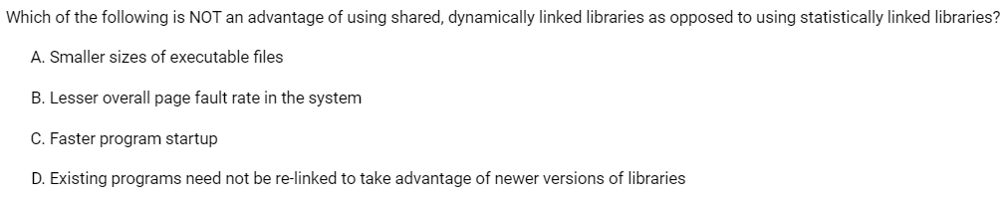 Which of the following is NOT an advantage of using shared, dynamically linked libraries as opposed to using statistically linked libraries?
A. Smaller sizes of executable files
B. Lesser overall page fault rate in the system
C. Faster program startup
D. Existing programs need not be re-linked to take advantage of newer versions of libraries